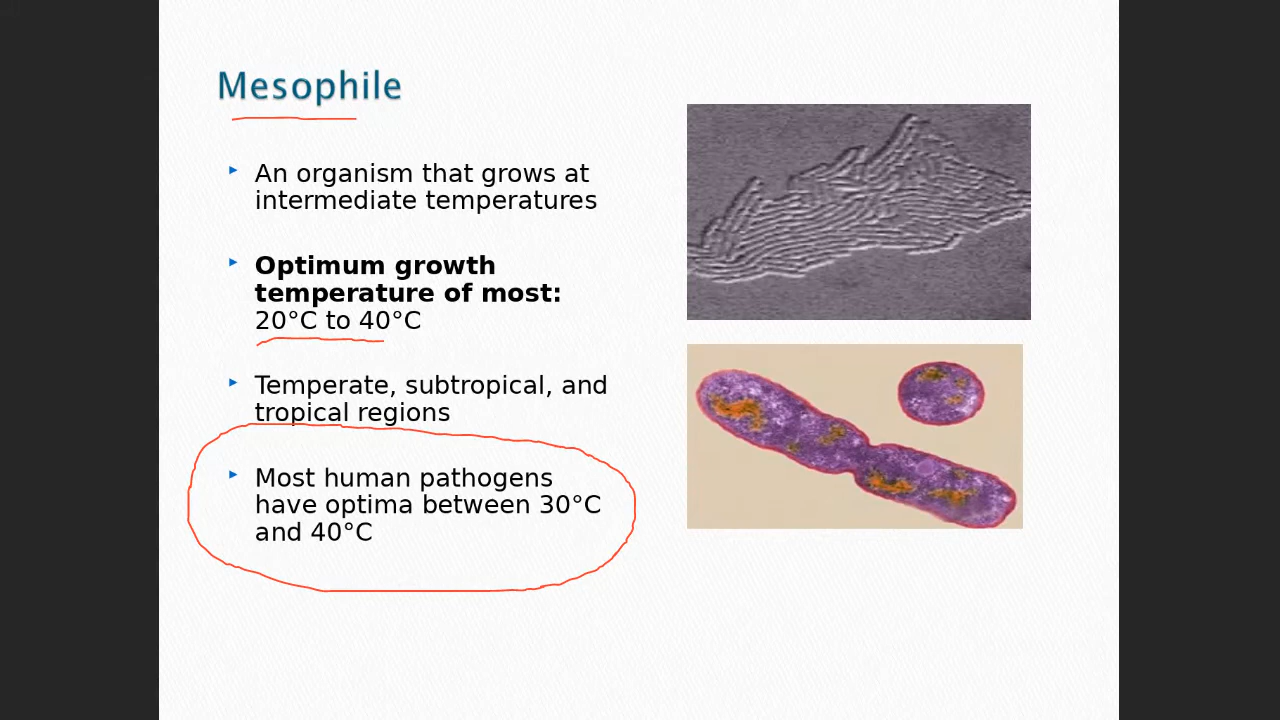 Mesophile
An organism that grows at
intermediate temperatures
Optimum growth
temperature of most:
20°C to 40°C
Temperate, subtropical, and
tropical regions
Most human pathogens
have optima between 30°C
and 40°C